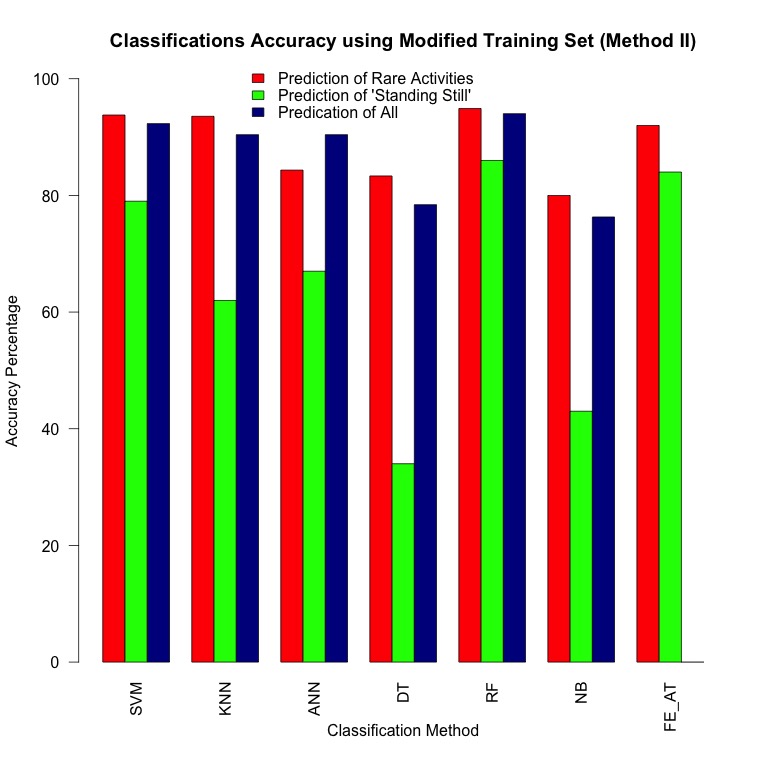 Classifications Accuracy using Modified Training Set (Method II)
Prediction of Rare Activities
Prediction of 'Standing Still'
Predication of All
100
80
60
40
20
0
Accuracy Percentage
SVM
KNN
ANN
DT
RF
NB
FE_AT
Classification Method